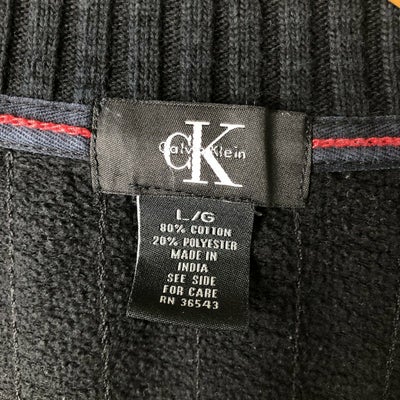 cK
Calvin Klein
L/G
80% COTTON
20% POLYESTER
MADE IN
INDIA
SEE SIDE
FOR CARE
RN 36543